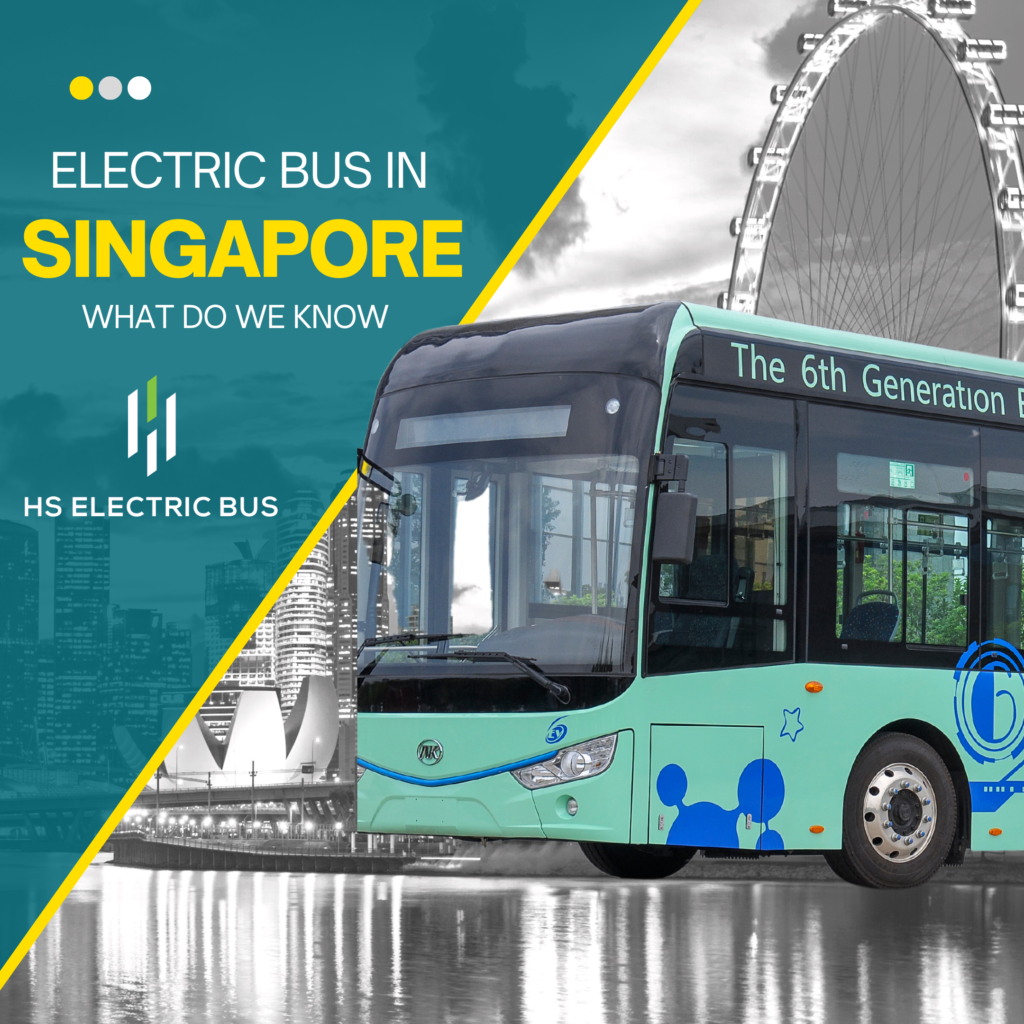 ELECTRIC BUS IN
SINGAPORE
WHAT DO WE KNOW
HS ELECTRIC BUS
The 6th Generation